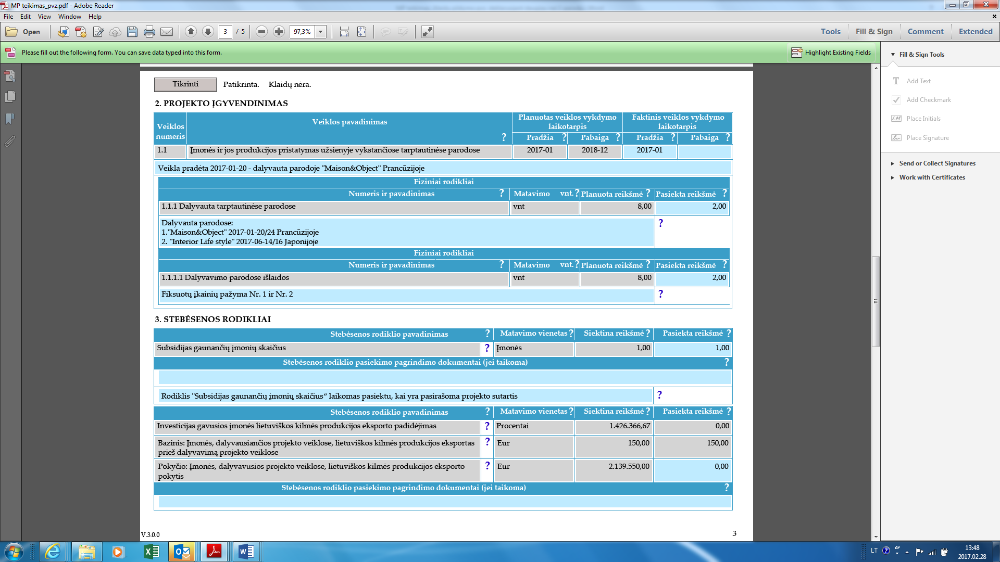 MP teikimas_pvz.pdf - Adobe Reader
File Edit View Window Help
Open 3 / 5 97,3% Tools Fill & Sign Comment Extended
Please fill out the following form. You can save data typed into this form. Highlight Existing Fields
Fill & Sign Tools
Add Text
Add Checkmark
Place Initials
Place Signature
Send or Collect Signatures
Work with Certificates
Tikrinti Patikrinta. Klaidų nėra.
2. PROJEKTO ĮGYVENDINIMAS
Veiklos numeris Veiklos pavadinimas ? Planuotas veiklos vykdymo laikotarpis Faktinis veiklos vykdymo laikotarpis
Pradžia ? Pabaiga ? Pradžia ? Pabaiga ?
1.1 Įmonės ir jos produkcijos pristatymas užsienyje vykstančiose tarptautinėse parodose 2017-01 2018-12 2017-01
Veikla pradėta 2017-01-20 - dalyvauta parodoje "Maison&Object" Prancūzijoje
Fiziniai rodikliai
Numeris ir pavadinimas ? Matavimo vnt. ? Planuota reikšmė ? Pasiekta reikšmė ?
1.1.1 Dalyvauta tarptautinėse parodose vnt 8,00 2,00
Dalyvauta parodose: ?
1."Maison&Object" 2017-01-20/24 Prancūzijoje
2. "Interior Life style" 2017-06-14/16 Japonijoje
Fiziniai rodikliai
Numeris ir pavadinimas ? Matavimo vnt. ? Planuota reikšmė ? Pasiekta reikšmė ?
1.1.1.1 Dalyvavimo parodose išlaidos vnt 8,00 2,00
Fiksuotų įkainių pažyma Nr. 1 ir Nr. 2 ?
3. STEBĖSENOS RODIKLIAI
Stebėsenos rodiklio pavadinimas ? Matavimo vienetas ? Siektina reikšmė ? Pasiekta reikšmė ?
Subsidijas gaunančių įmonių skaičius ? Įmonės 1,00 1,00
Stebėsenos rodiklio pasiekimo pagrindimo dokumentai (jei taikoma) ?
Rodiklis "Subsidijas gaunančių įmonių skaičius“ laikomas pasiektu, kai yra pasirašoma projekto sutartis ?
Stebėsenos rodiklio pavadinimas ? Matavimo vienetas ? Siektina reikšmė ? Pasiekta reikšmė ?
Investicijas gavusios įmonės lietuviškos kilmės produkcijos eksporto padidėjimas ? Procentai 1.426.366,67 0,00
Bazinis: Įmonės, dalyvausiančios projekto veiklose, lietuviškos kilmės produkcijos eksportas ? Eur 150,00 150,00
prieš dalyvavimą projekto veiklose
Pokyčio: Įmonės, dalyvavusios projekto veiklose, lietuviškos kilmės produkcijos eksporto ? Eur 2.139.550,00 0,00
pokytis
Stebėsenos rodiklio pasiekimo pagrindimo dokumentai (jei taikoma) ?
V.3.0.0 3
LT 13:48
2017.02.28